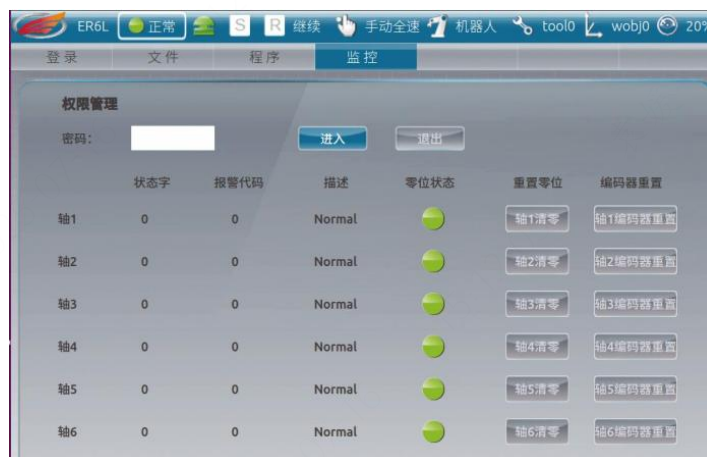 ER6L 正常 S R 继续 手动全速 机器人 tool0 wobj0 20%
登录 文件 程序 监控
权限管理
密码: 进入 退出
状态字 报警代码 描述 零位状态 重置零位 编码器重置
轴1 0 0 Normal 轴1清零 轴1编码器重置
轴2 0 0 Normal 轴2清零 轴2编码器重置
轴3 0 0 Normal 轴3清零 轴3编码器重置
轴4 0 0 Normal 轴4清零 轴4编码器重置
轴5 0 0 Normal 轴5清零 轴5编码器重置
轴6 0 0 Normal 轴6清零 轴6编码器重置